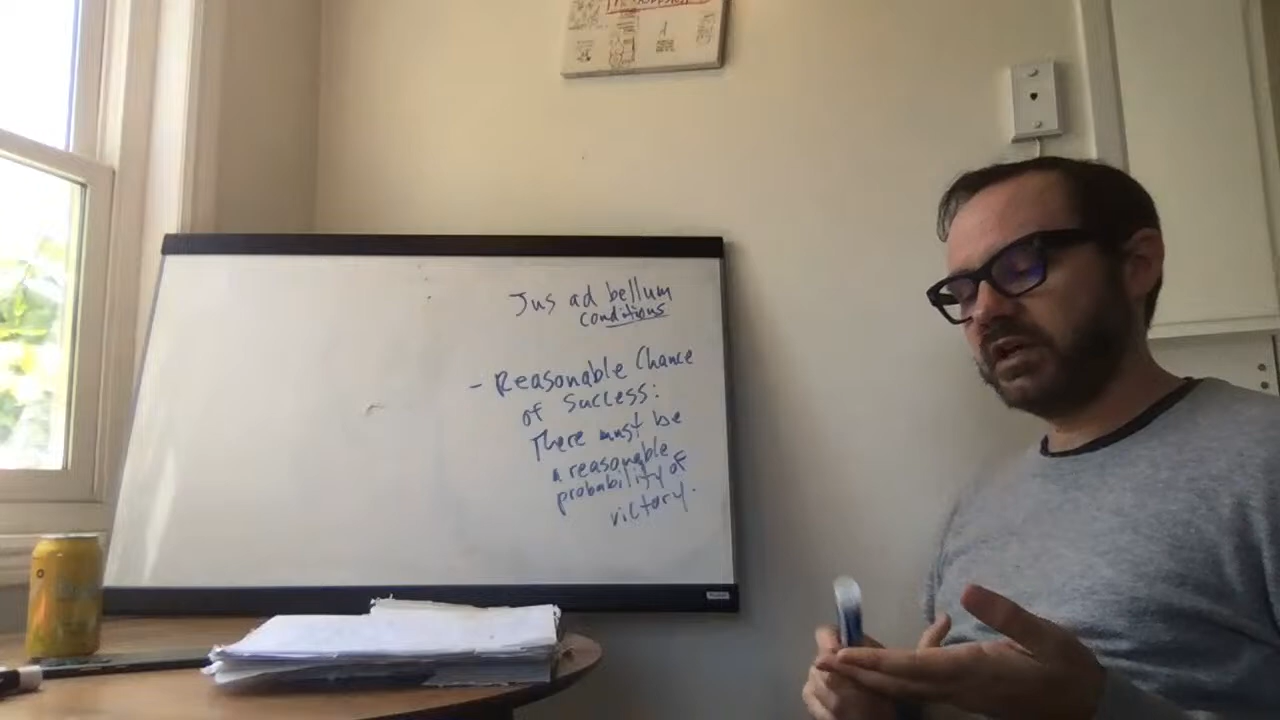 Jus ad bellum
conditions
- Reasonable Chance
of Success:
There must be
a reasonable
probability of
victory.